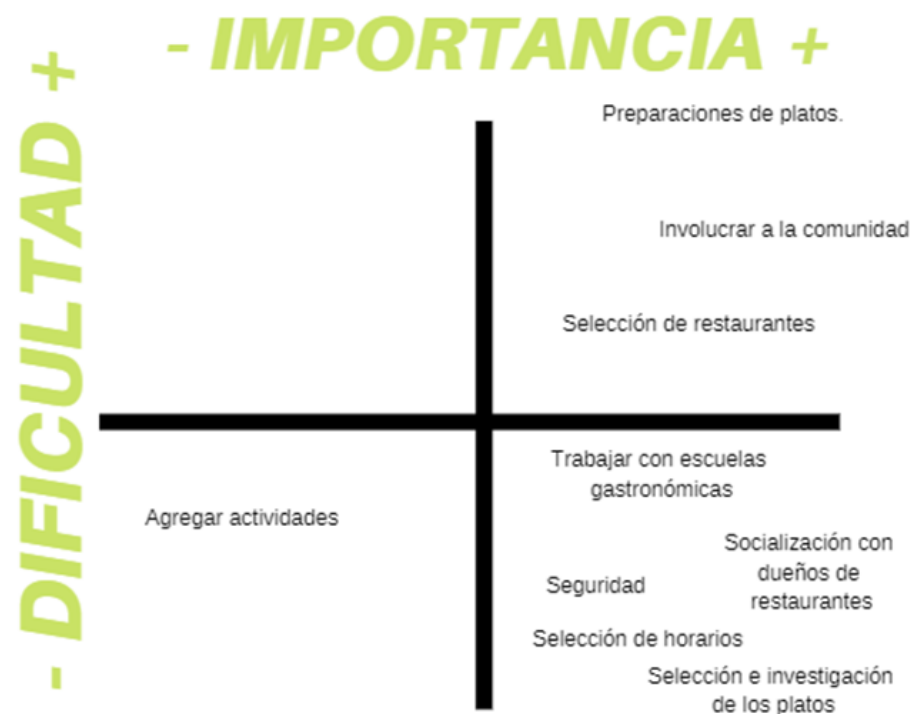 - IMPORTANCIA +
- DIFICULTAD +
Preparaciones de platos.
Involucrar a la comunidad
Selección de restaurantes
Trabajar con escuelas
gastronómicas
Agregar actividades
Socialización con
dueños de
restaurantes
Seguridad
Selección de horarios
Selección e investigación
de los platos